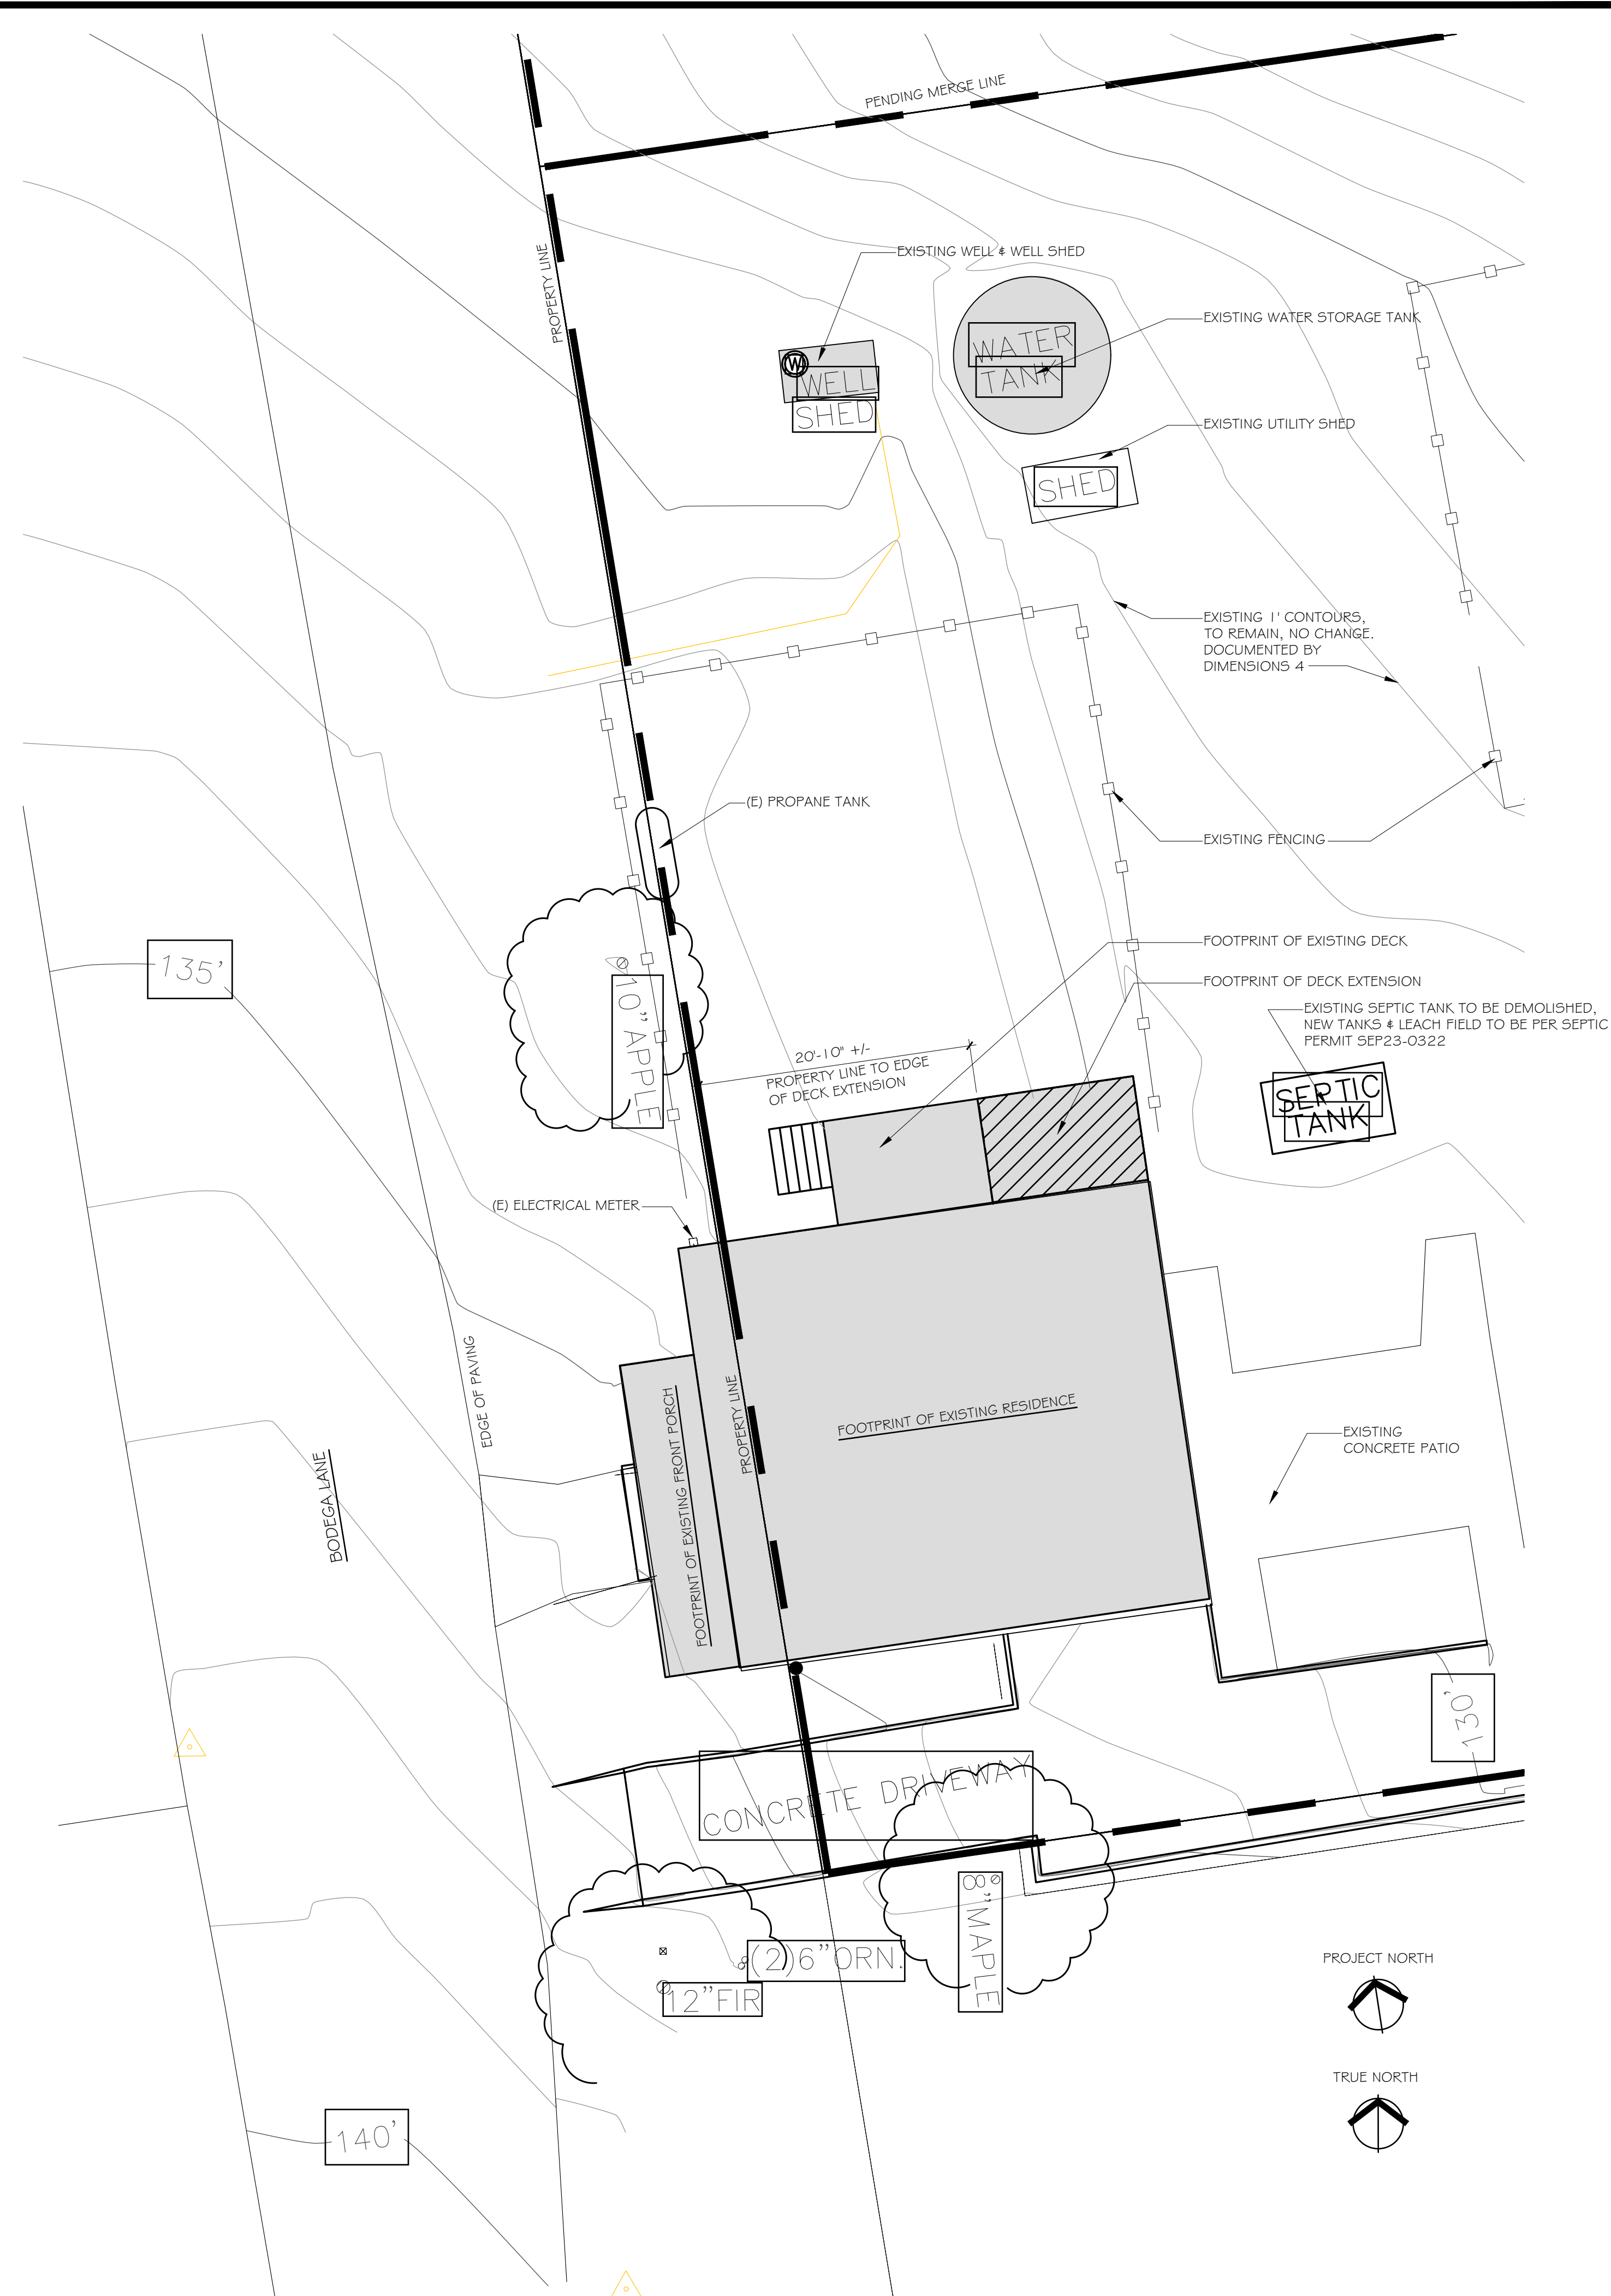 PENDING MERGE LINE
PROPERTY LINE
EXISTING WELL & WELL SHED
W
WELL
SHED
WATER
TANK
EXISTING WATER STORAGE TANK
EXISTING UTILITY SHED
SHED
EXISTING 1' CONTOURS,
TO REMAIN, NO CHANGE.
DOCUMENTED BY
DIMENSIONS 4
(E) PROPANE TANK
EXISTING FENCING
135'
10" APPLE
FOOTPRINT OF EXISTING DECK
FOOTPRINT OF DECK EXTENSION
EXISTING SEPTIC TANK TO BE DEMOLISHED,
NEW TANKS & LEACH FIELD TO BE PER SEPTIC
PERMIT SEP23-0322
SEPTIC
TANK
20'-10" +/-
PROPERTY LINE TO EDGE
OF DECK EXTENSION
(E) ELECTRICAL METER
EDGE OF PAVING
BODEGA LANE
FOOTPRINT OF EXISTING FRONT PORCH
PROPERTY LINE
FOOTPRINT OF EXISTING RESIDENCE
EXISTING
CONCRETE PATIO
130'
CONCRETE DRIVEWAY
8"MAPLE
(2)6"ORN.
12"FIR
140'
PROJECT NORTH
TRUE NORTH